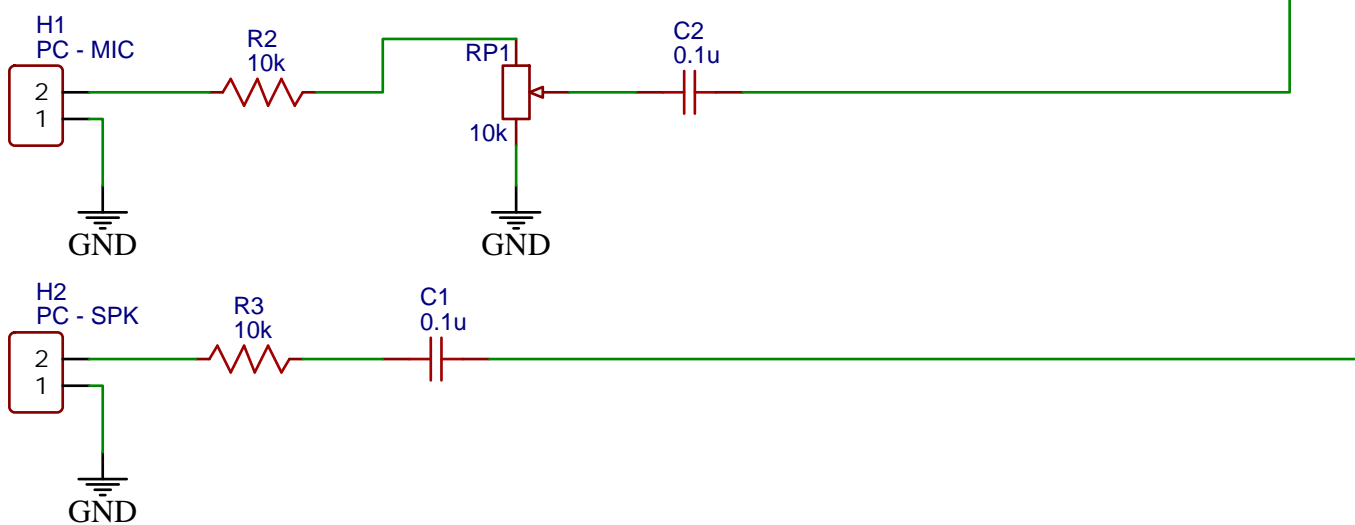 H1
PC - MIC
2
1
R2
10k
RP1
10k
C2
0.1u
GND
GND
H2
PC - SPK
2
1
R3
10k
C1
0.1u
GND